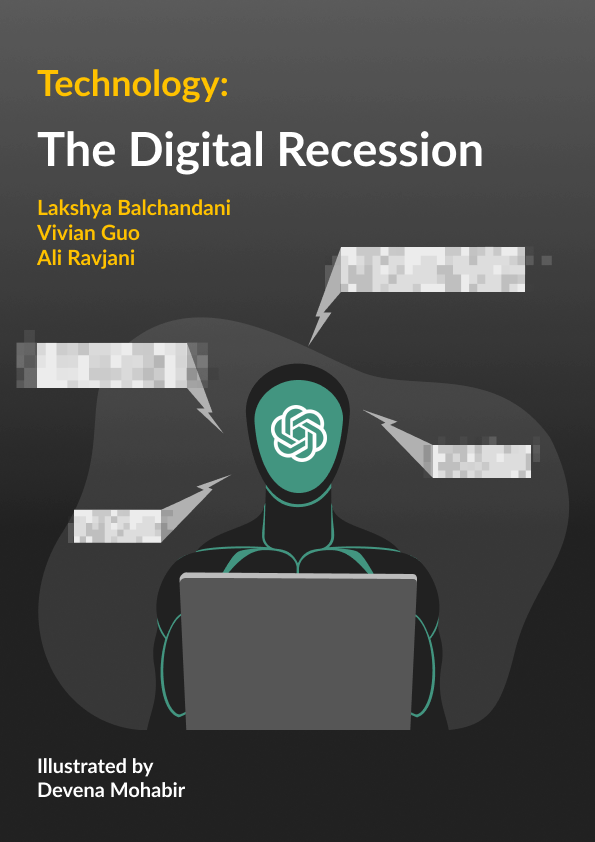 Technology:
The Digital Recession
Lakshya Balchandani
Vivian Guo
Ali Ravjani
Illustrated by
Devena Mohabir